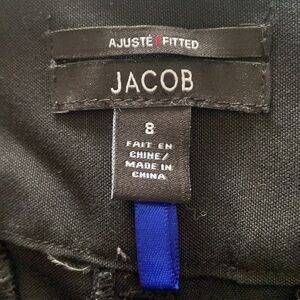 AJUSTÉ FITTED
JACOB
8
FAIT EN
CHINE/
MADE IN
CHINA